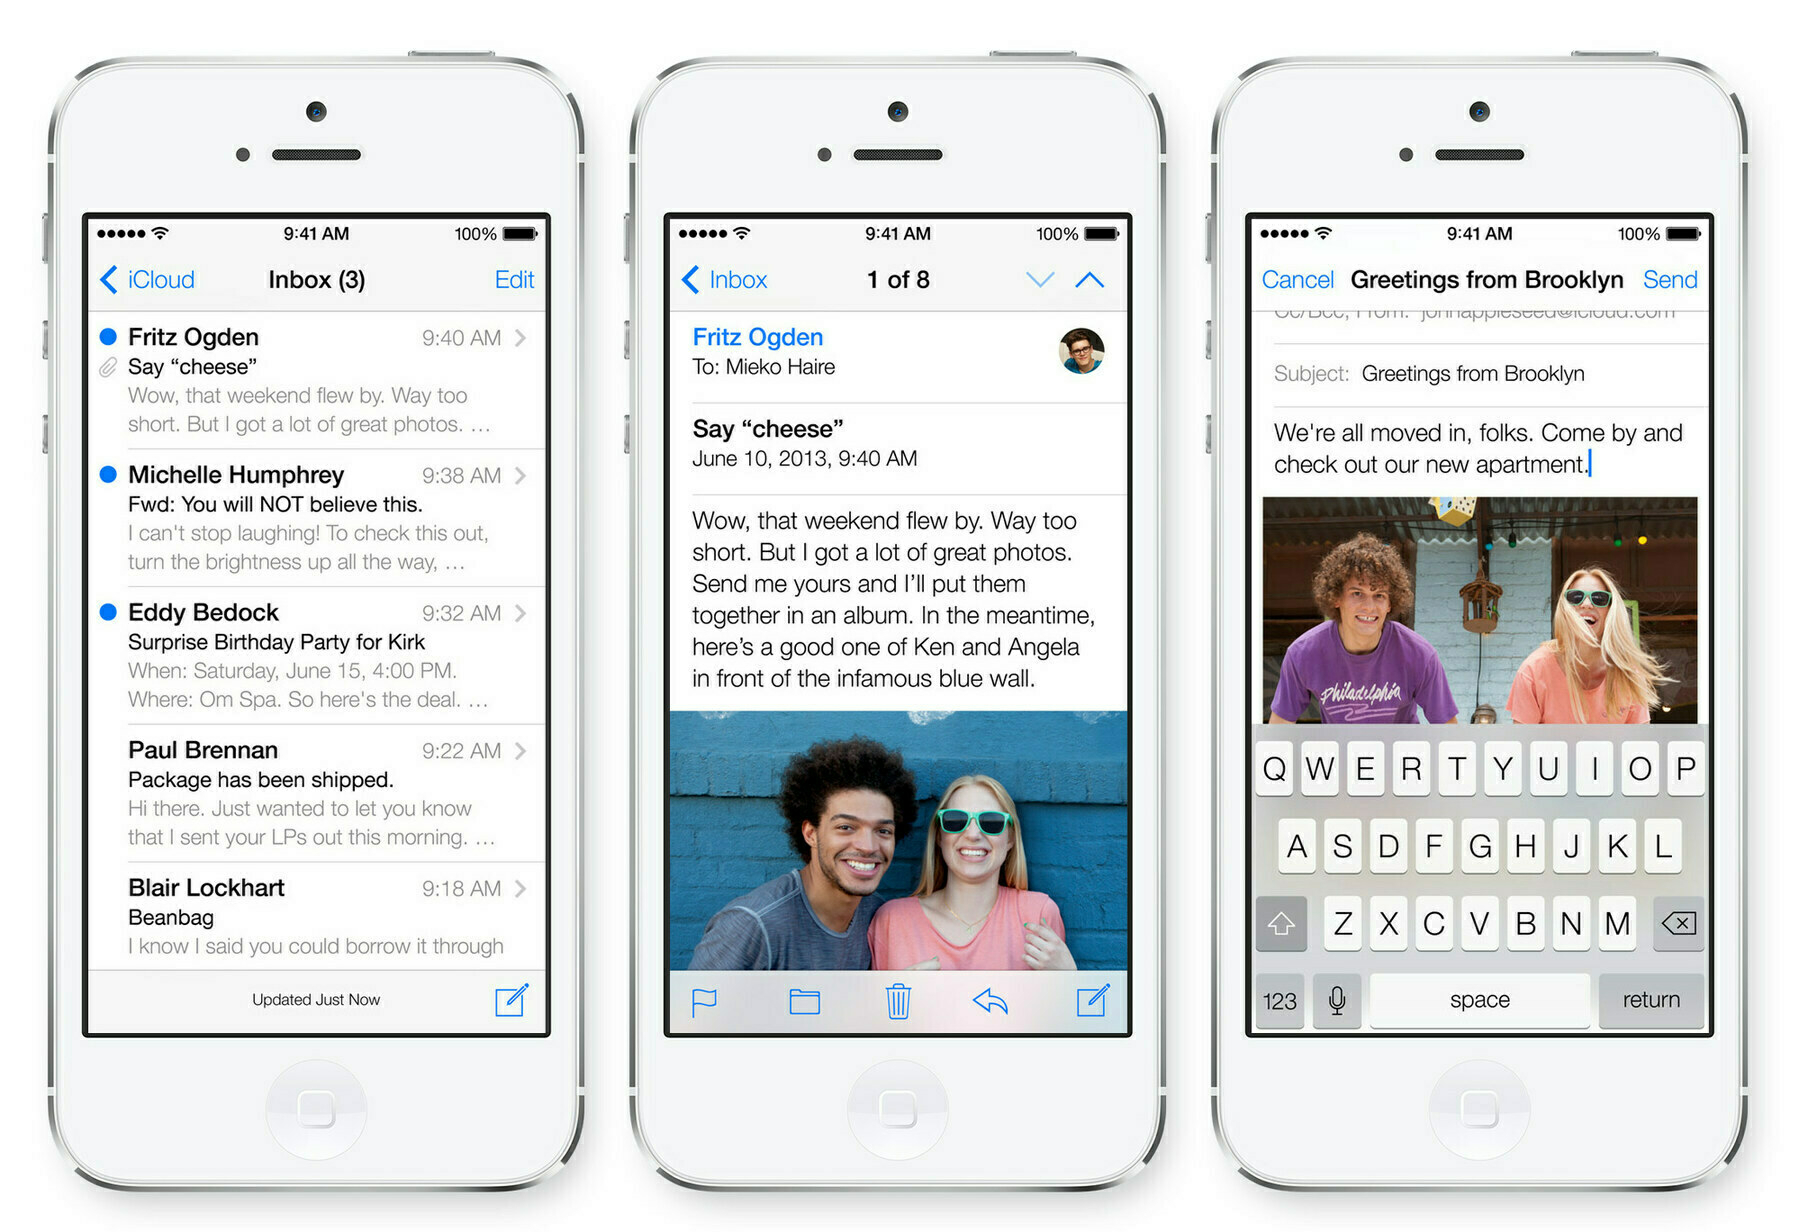 9:41 AM 100%
iCloud Inbox (3) Edit
Fritz Ogden 9:40 AM
Say “cheese”
Wow, that weekend flew by. Way too
short. But I got a lot of great photos. …
Michelle Humphrey 9:38 AM
Fwd: You will NOT believe this.
I can't stop laughing! To check this out,
turn the brightness up all the way, …
Eddy Bedock 9:32 AM
Surprise Birthday Party for Kirk
When: Saturday, June 15, 4:00 PM.
Where: Om Spa. So here's the deal. …
Paul Brennan 9:22 AM
Package has been shipped.
Hi there. Just wanted to let you know
that I sent your LPs out this morning. …
Blair Lockhart 9:18 AM
Beanbag
I know I said you could borrow it through
Updated Just Now
9:41 AM 100%
Inbox 1 of 8
Fritz Ogden
To: Mieko Haire
Say “cheese”
June 10, 2013, 9:40 AM
Wow, that weekend flew by. Way too
short. But I got a lot of great photos.
Send me yours and I’ll put them
together in an album. In the meantime,
here’s a good one of Ken and Angela
in front of the infamous blue wall.
9:41 AM 100%
Cancel Greetings from Brooklyn Send
Cc/Bcc, From: johnappleseed@icloud.com
Subject: Greetings from Brooklyn
We're all moved in, folks. Come by and
check out our new apartment.
Philadelphia
Q W E R T Y U I O P
A S D F G H J K L
Z X C V B N M
123 space return